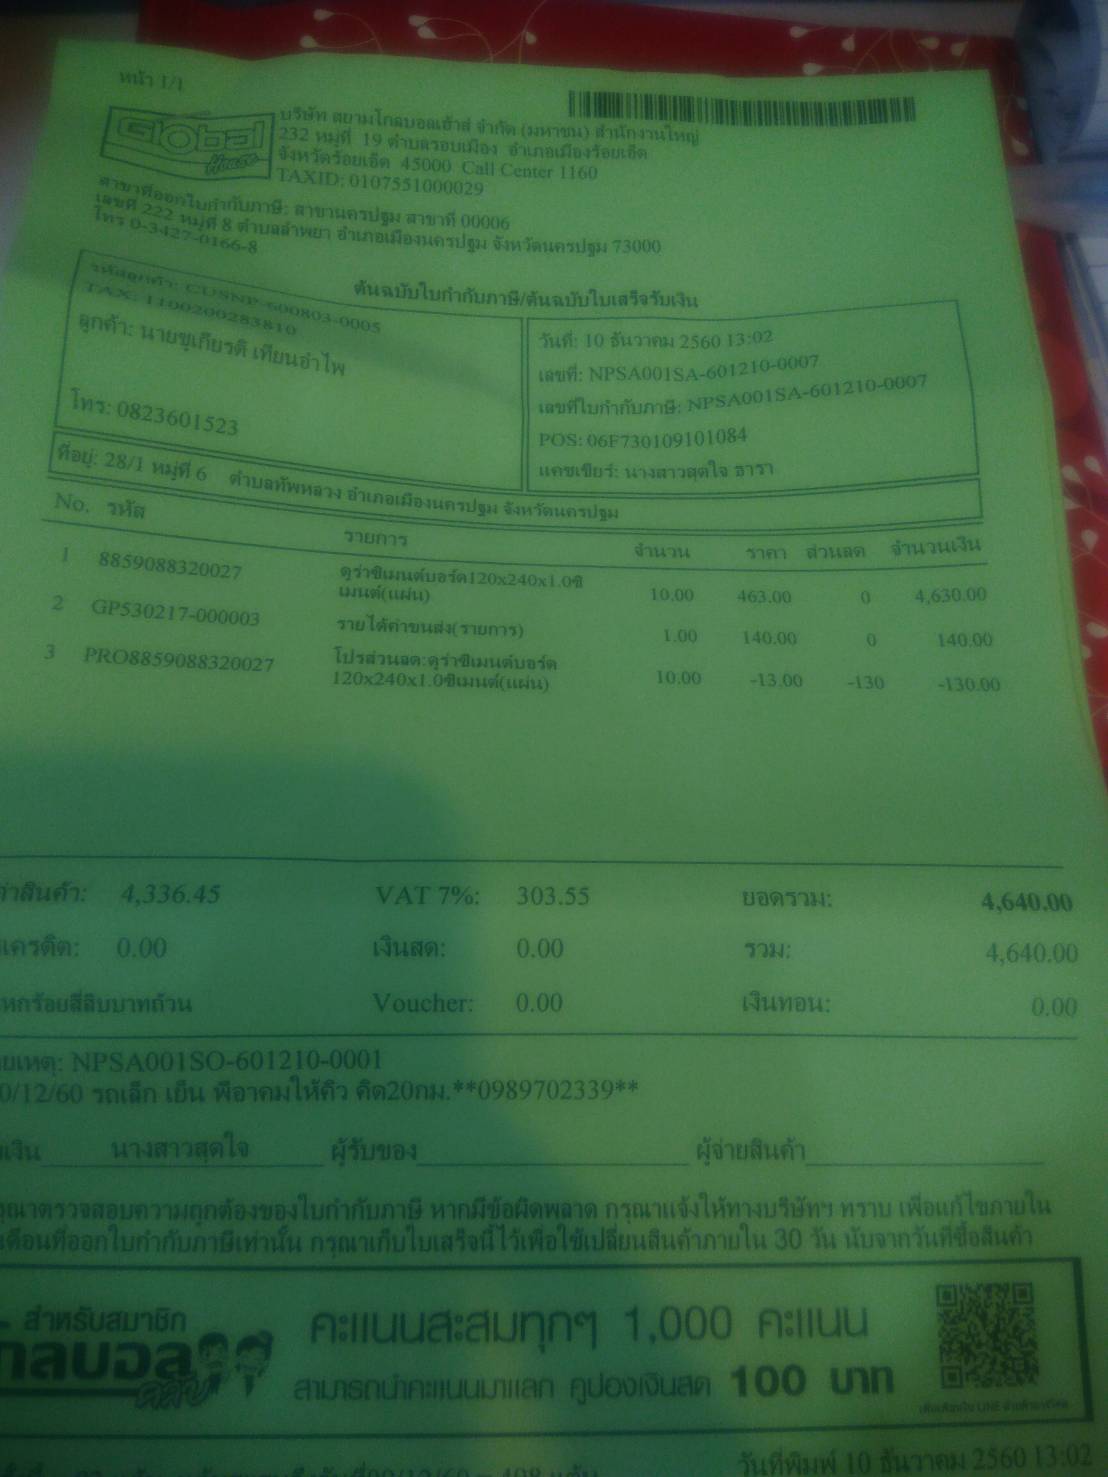 หน้า 1/1
Global House
บริษัท สยามโกลบอลเฮ้าส์ จำกัด (มหาชน) สำนักงานใหญ่
232 หมู่ที่ 19 ตำบลรอบเมือง อำเภอเมืองร้อยเอ็ด
จังหวัดร้อยเอ็ด 45000 Call Center 1160
TAXID: 0107551000029
สาขาที่ออกใบกำกับภาษี: สาขานครปฐม สาขาที่ 00006
เลขที่ 222 หมู่ที่ 8 ตำบลลำพยา อำเภอเมืองนครปฐม จังหวัดนครปฐม 73000
โทร 0-3427-0166-8
ต้นฉบับใบกำกับภาษี/ต้นฉบับใบเสร็จรับเงิน
รหัสลูกค้า: CUSNP-600803-0005
TAX: 1100200283810
ลูกค้า: นายชูเกียรติ เทียนอำไพ
โทร: 0823601523
วันที่: 10 ธันวาคม 2560 13:02
เลขที่: NPSA001SA-601210-0007
เลขที่ใบกำกับภาษี: NPSA001SA-601210-0007
POS: 06F730109101084
แคชเชียร์: นางสาวสุดใจ ธารา
ที่อยู่: 28/1 หมู่ที่ 6 ตำบลทัพหลวง อำเภอเมืองนครปฐม จังหวัดนครปฐม
No. รหัส รายการ จำนวน ราคา ส่วนลด จำนวนเงิน
1 8859088320027 ดูร่าซีเมนต์บอร์ด120x240x1.0ซีเมนต์(แผ่น) 10.00 463.00 0 4,630.00
2 GP530217-000003 รายได้ค่าขนส่ง(รายการ) 1.00 140.00 0 140.00
3 PRO8859088320027 โปรส่วนลด:ดูร่าซีเมนต์บอร์ด 120x240x1.0ซีเมนต์(แผ่น) 10.00 -13.00 -130 -130.00
ค่าสินค้า: 4,336.45 VAT 7%: 303.55 ยอดรวม: 4,640.00
เครดิต: 0.00 เงินสด: 0.00 รวม: 4,640.00
หกร้อยสี่สิบบาทถ้วน Voucher: 0.00 เงินทอน: 0.00
ยเหตุ: NPSA001SO-601210-0001
0/12/60 รถเล็ก เย็น พี่อาคมให้คิว คิด20กม.**0989702339**
เงิน นางสาวสุดใจ ผู้รับของ ผู้จ่ายสินค้า
รุณาตรวจสอบความถูกต้องของใบกำกับภาษี หากมีข้อผิดพลาด กรุณาแจ้งให้ทางบริษัทฯ ทราบ เพื่อแก้ไขภายใน
เดือนที่ออกใบกำกับภาษีเท่านั้น กรุณาเก็บใบเสร็จนี้ไว้เพื่อใช้เปลี่ยนสินค้าภายใน 30 วัน นับจากวันที่ซื้อสินค้า
สำหรับสมาชิก
กลบอล
คลับ
คะแนนสะสมทุกๆ 1,000 คะแนน
สามารถนำคะแนนมาแลก คูปองเงินสด 100 บาท
วันที่พิมพ์ 10 ธันวาคม 2560 13:02